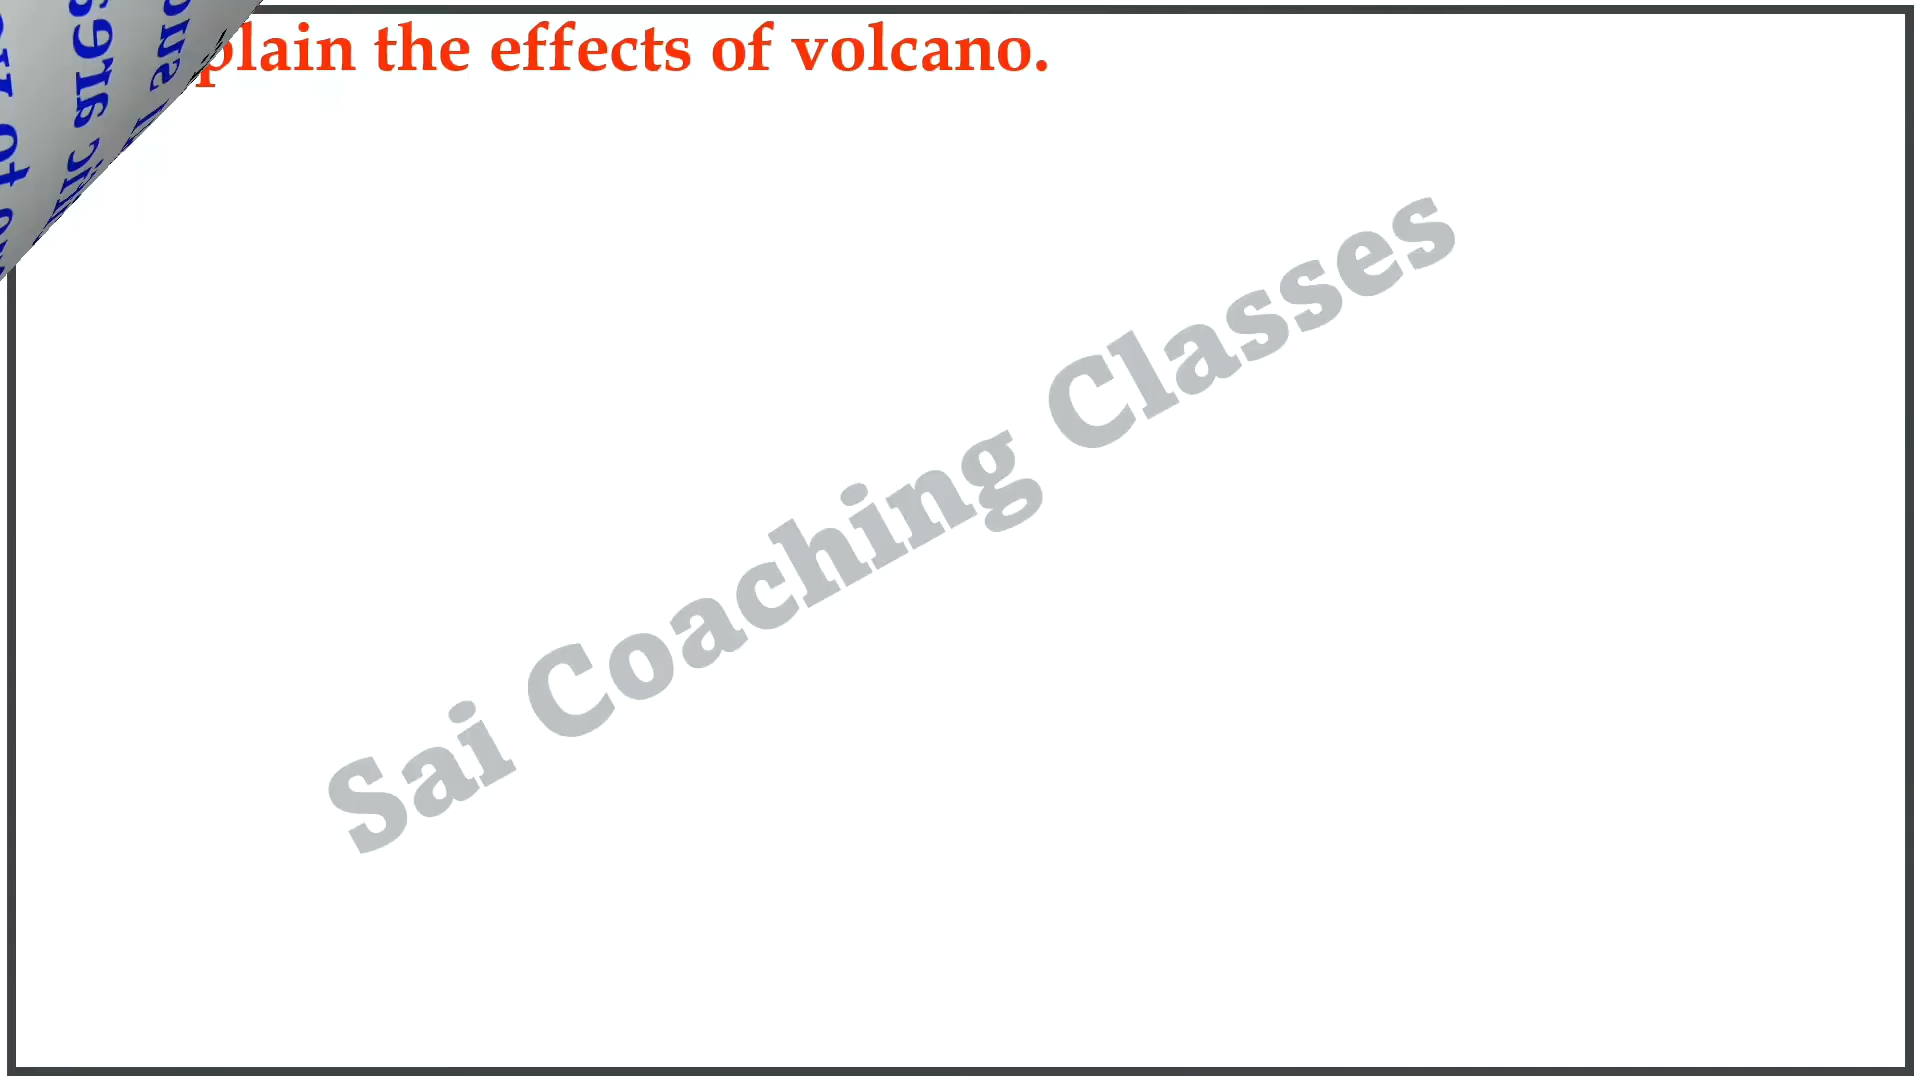 plain the effects of volcano.
Sai Coaching Classes